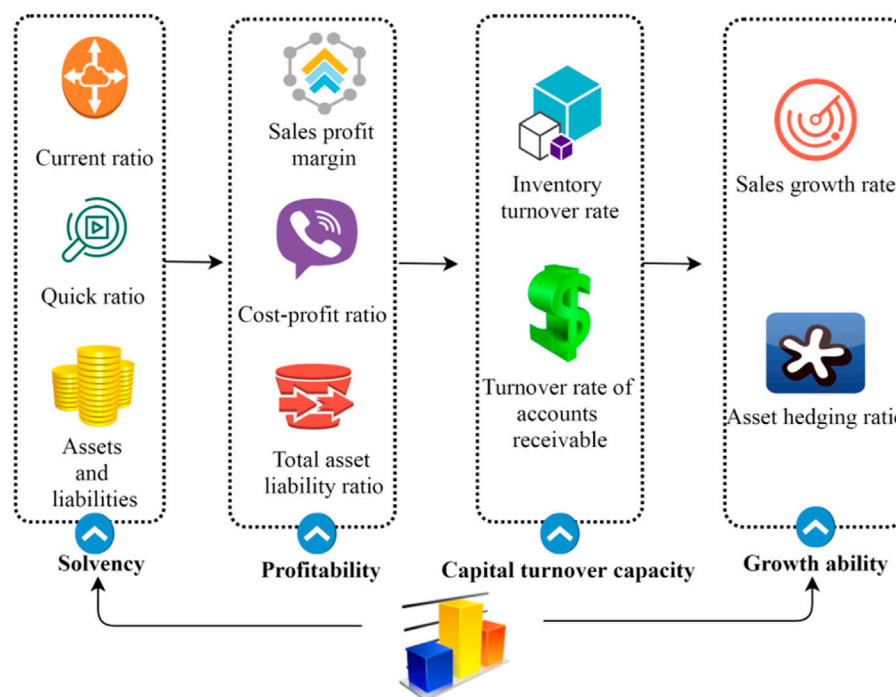 Current ratio
Quick ratio
Assets
and
liabilities
Solvency
Sales profit
margin
Cost-profit ratio
Total asset
liability ratio
Profitability
Inventory
turnover rate
Turnover rate of
accounts
receivable
Capital turnover capacity
Sales growth rate
Asset hedging ratio
Growth ability